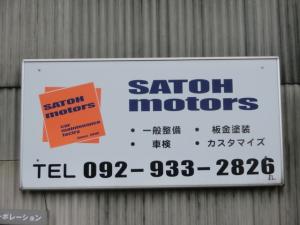 SATOH
motors
car
maintenance
SATOH
motors
• 一般整備 • 板金塗装
• 車検 • カスタマイズ
TEL 092-933-2826
ーポレーション